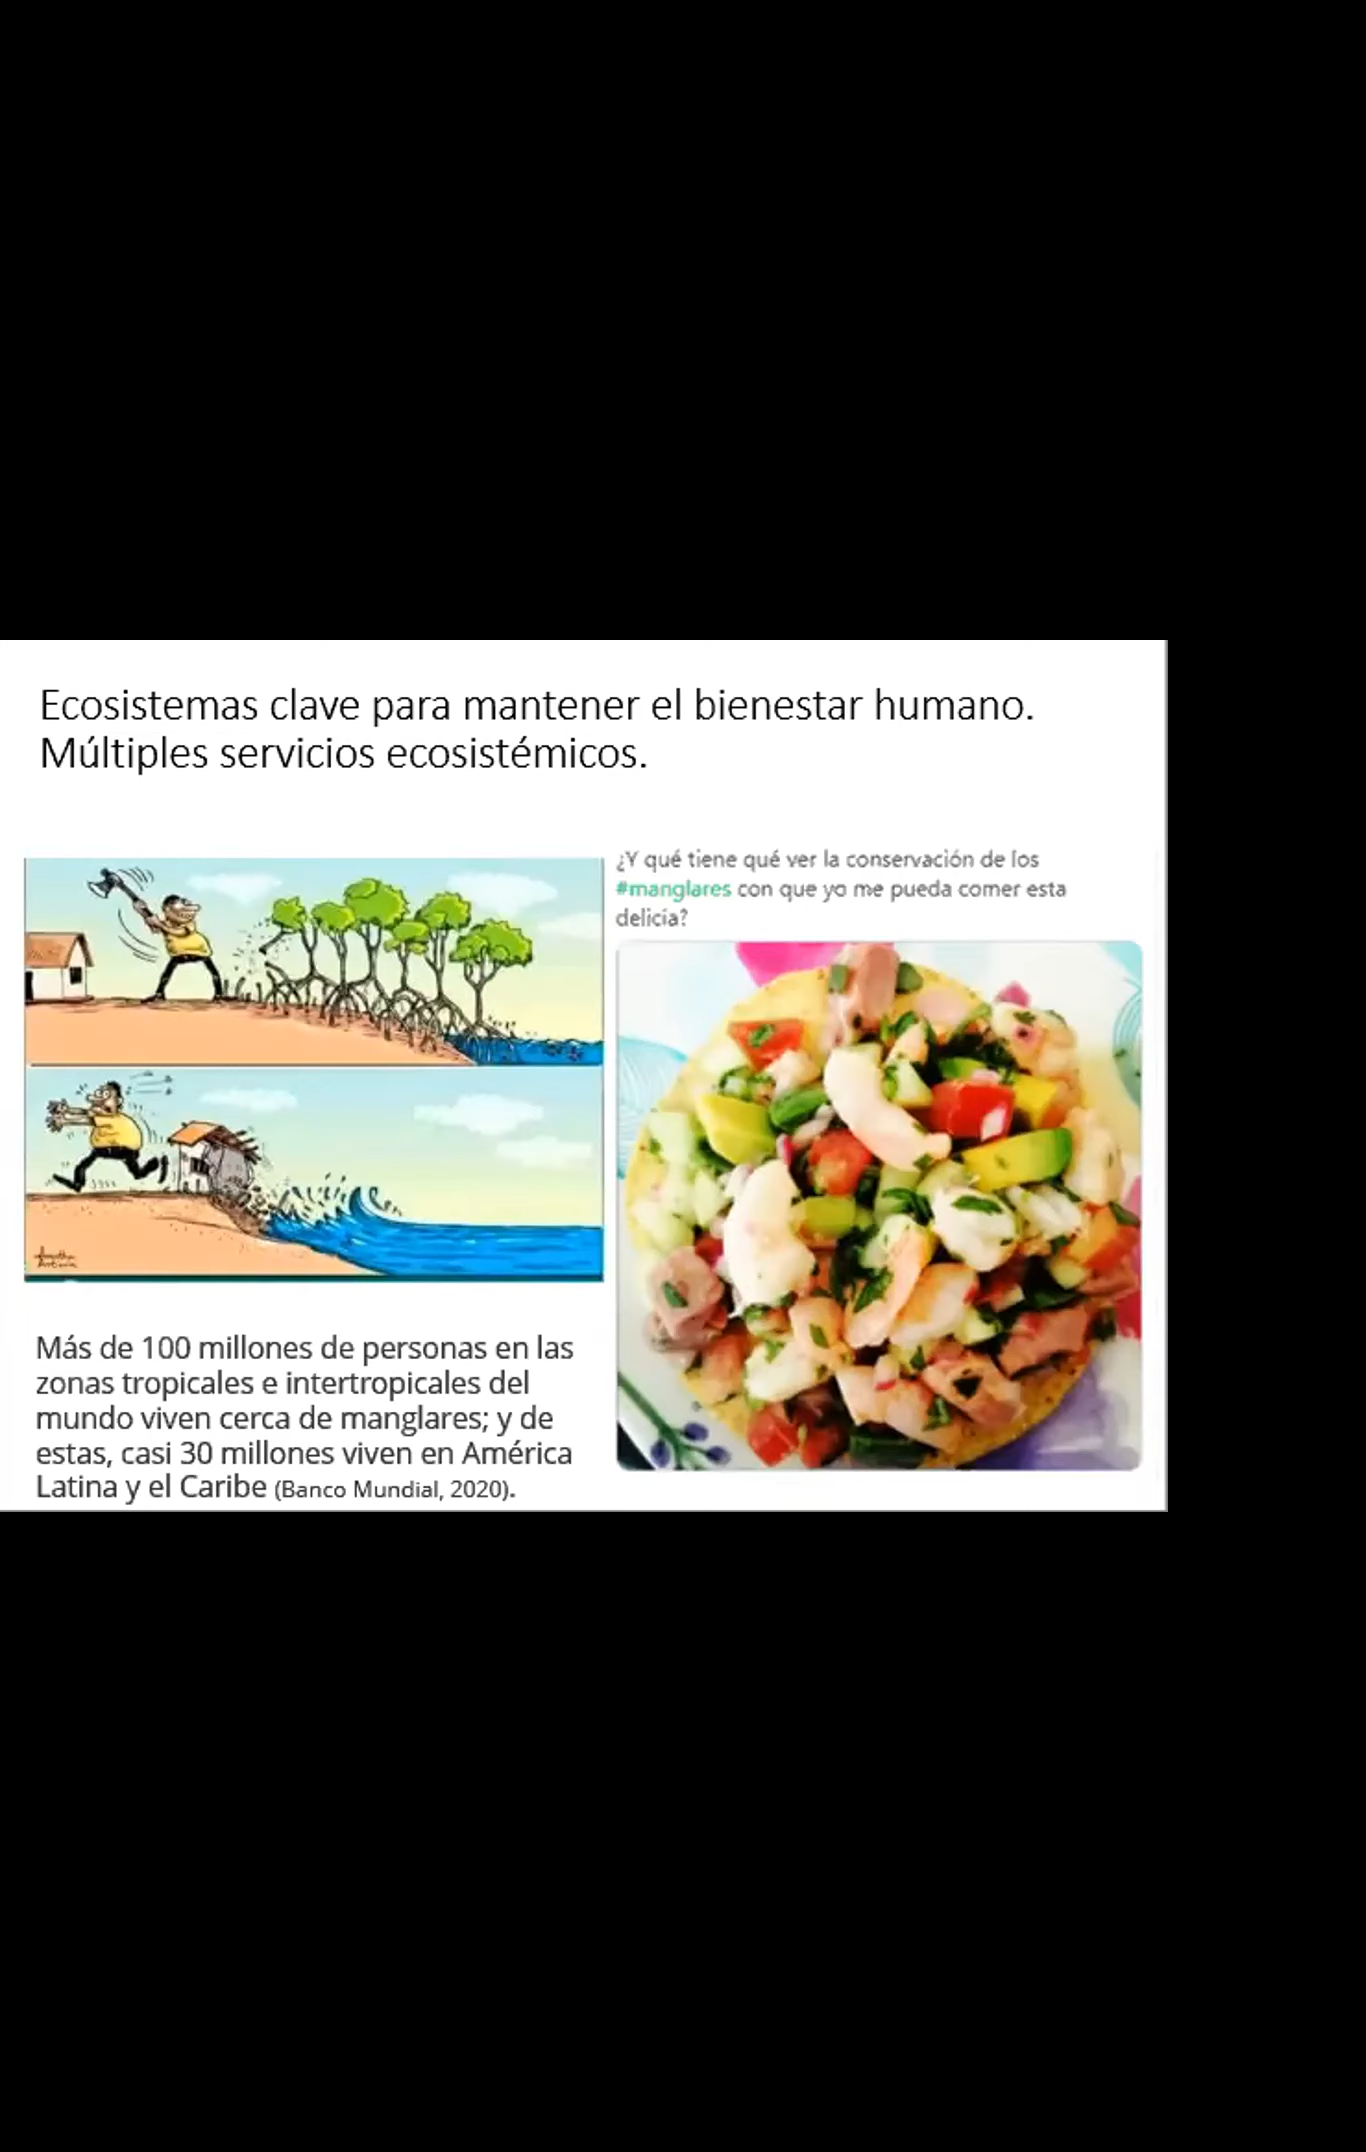 Ecosistemas clave para mantener el bienestar humano.
Múltiples servicios ecosistémicos.
¿Y qué tiene qué ver la conservación de los
#manglares con que yo me pueda comer esta
delicia?
Más de 100 millones de personas en las
zonas tropicales e intertropicales del
mundo viven cerca de manglares; y de
estas, casi 30 millones viven en América
Latina y el Caribe (Banco Mundial, 2020).